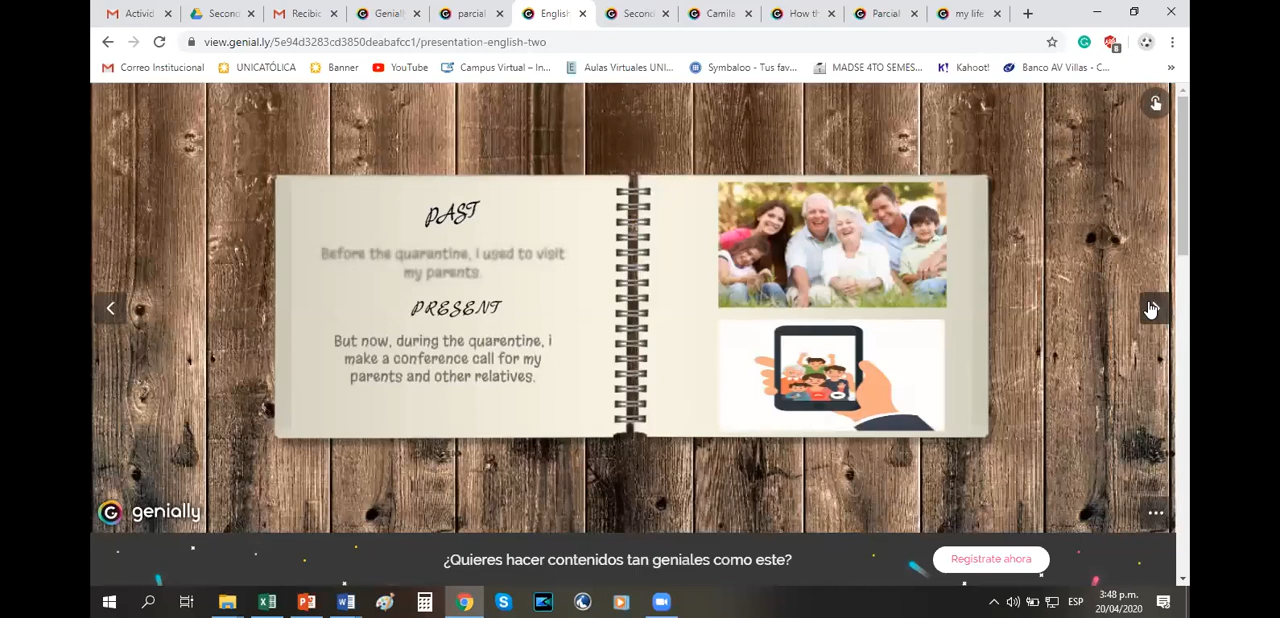 Activid
Second
Recibic
Genial
parcial
English
Second
Camila
How th
Parcial
my life
view.genial.ly/5e94d3283cd3850deabafcc1/presentation-english-two
8
Correo Institucional
UNICATÓLICA
Banner
YouTube
Campus Virtual – In...
Aulas Virtuales UNI...
Symbaloo - Tus fav...
MADSE 4TO SEMES...
Kahoot!
Banco AV Villas - C...
PAST
Before the quarantine, i used to visit
my parents.
PRESENT
But now, during the quarantine, i
make a conference call for my
parents and other relatives.
genially
¿Quieres hacer contenidos tan geniales como este?
Regístrate ahora
ESP
3:48 p.m.
20/04/2020